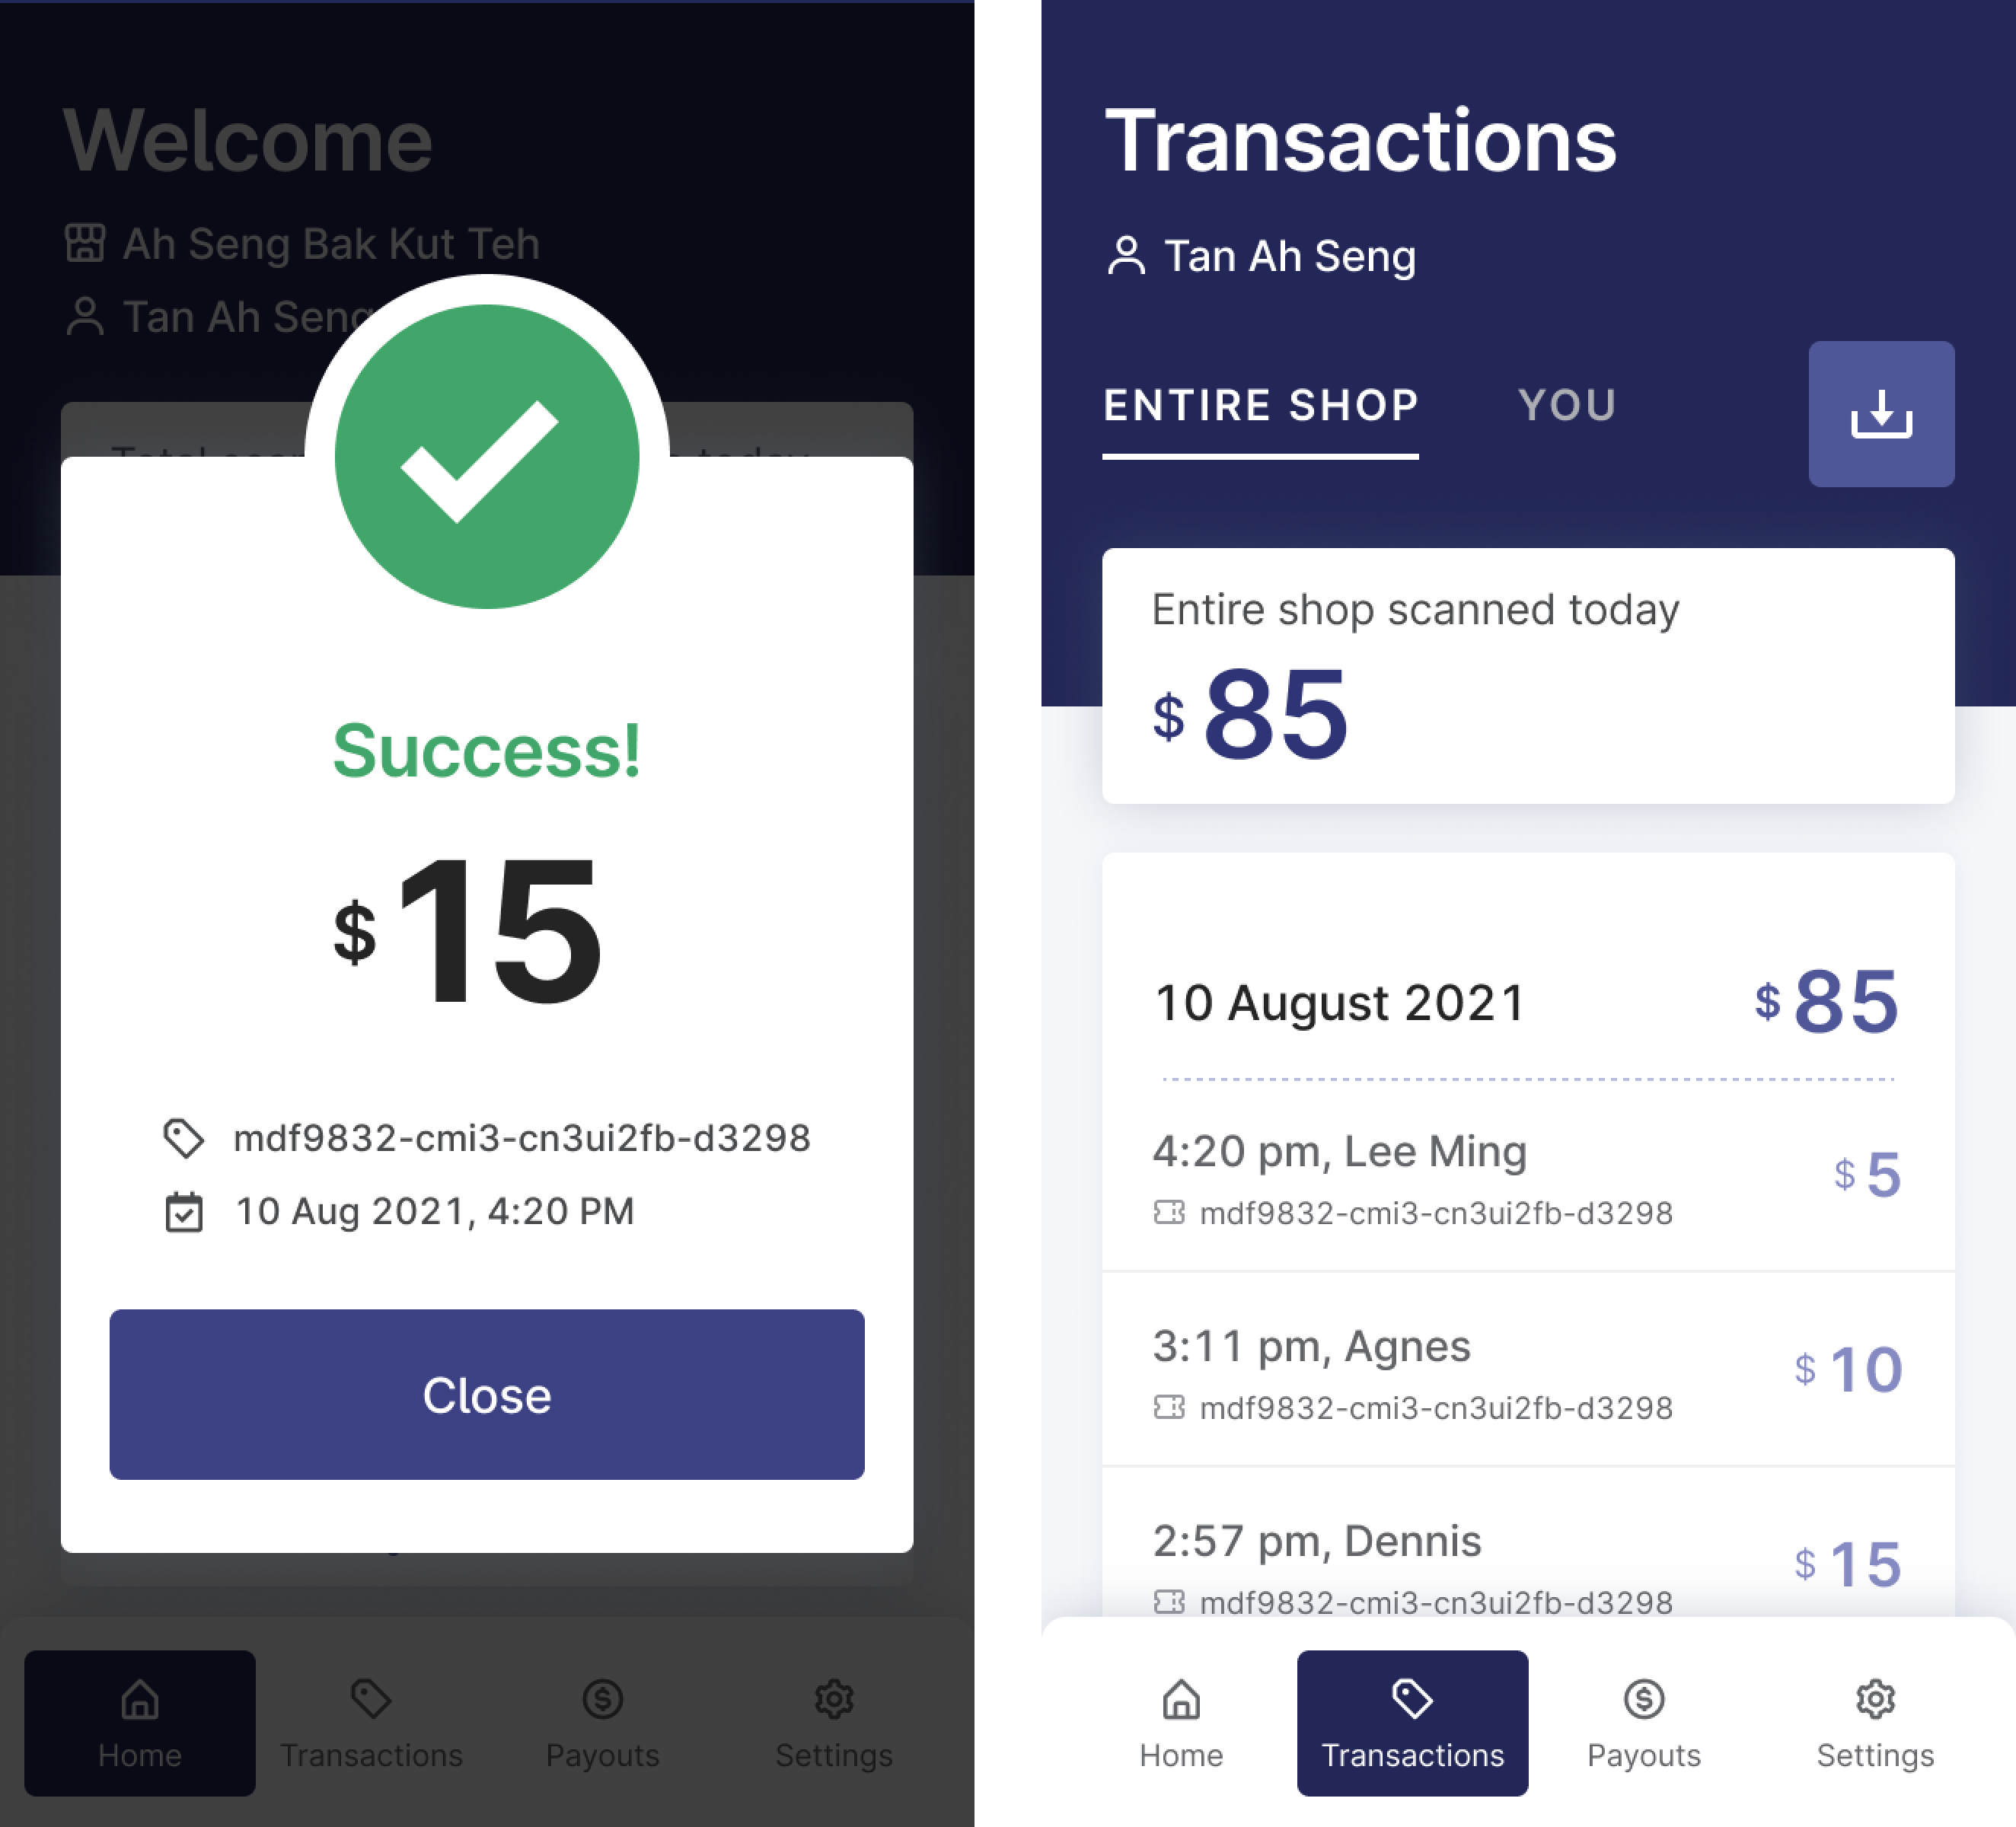 Welcome
Ah Seng Bak Kut Teh
Tan Ah Seng
today
Success!
$ 15
mdf9832-cmi3-cn3ui2fb-d3298
10 Aug 2021, 4:20 PM
Close
Home
Transactions
Payouts
Settings
Transactions
Tan Ah Seng
ENTIRE SHOP
YOU
Entire shop scanned today
$ 85
10 August 2021
$ 85
4:20 pm, Lee Ming
$ 5
mdf9832-cmi3-cn3ui2fb-d3298
3:11 pm, Agnes
$ 10
mdf9832-cmi3-cn3ui2fb-d3298
2:57 pm, Dennis
$ 15
mdf9832-cmi3-cn3ui2fb-d3298
Home
Transactions
Payouts
Settings